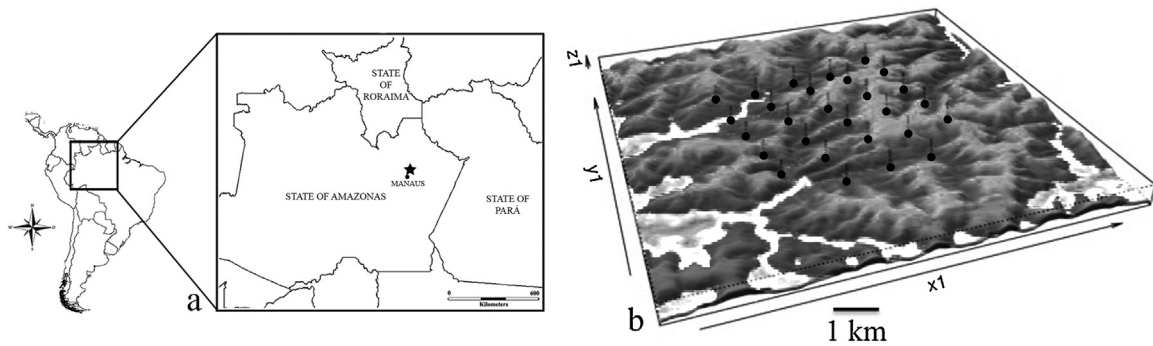 STATE
OF
RORAIMA
MANAUS
STATE OF AMAZONAS
STATE OF
PARÁ
0 600
Kilometers
N
S
a
z1
y1
x1
b
1 km